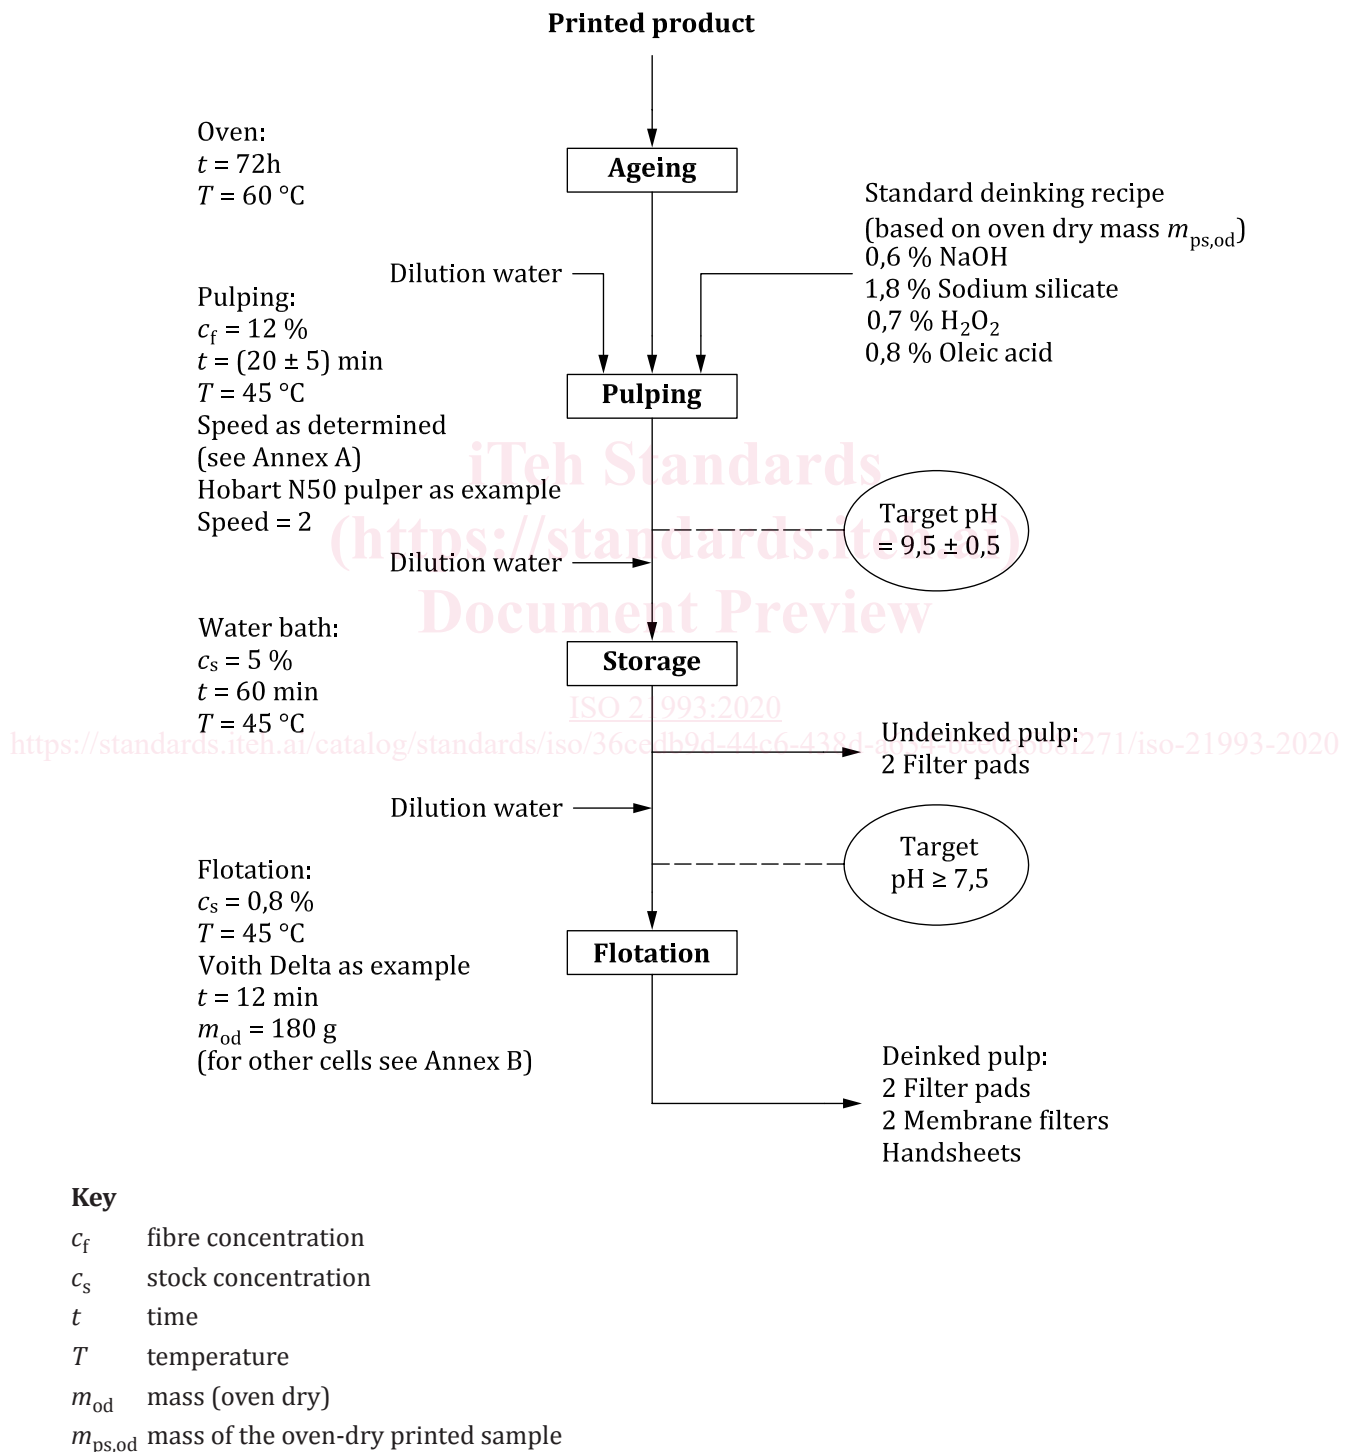 Printed product
Oven:
t = 72h
T = 60 °C
Ageing
Standard deinking recipe
(based on oven dry mass mps,od)
0,6 % NaOH
1,8 % Sodium silicate
0,7 % H2O2
0,8 % Oleic acid
Dilution water
Pulping:
cf = 12 %
t = (20 ± 5) min
T = 45 °C
Speed as determined
(see Annex A)
Hobart N50 pulper as example
Speed = 2
Pulping
iTeh Standards
(https://standards.iteh.ai)
Document Preview
Target pH
= 9,5 ± 0,5
Dilution water
Water bath:
cs = 5 %
t = 60 min
T = 45 °C
Storage
ISO 21993:2020
Undeinked pulp:
2 Filter pads
Dilution water
Target
pH ≥ 7,5
Flotation:
cs = 0,8 %
T = 45 °C
Voith Delta as example
t = 12 min
mod = 180 g
(for other cells see Annex B)
Flotation
Deinked pulp:
2 Filter pads
2 Membrane filters
Handsheets
Key
cf fibre concentration
cs stock concentration
t time
T temperature
mod mass (oven dry)
mps,od mass of the oven-dry printed sample